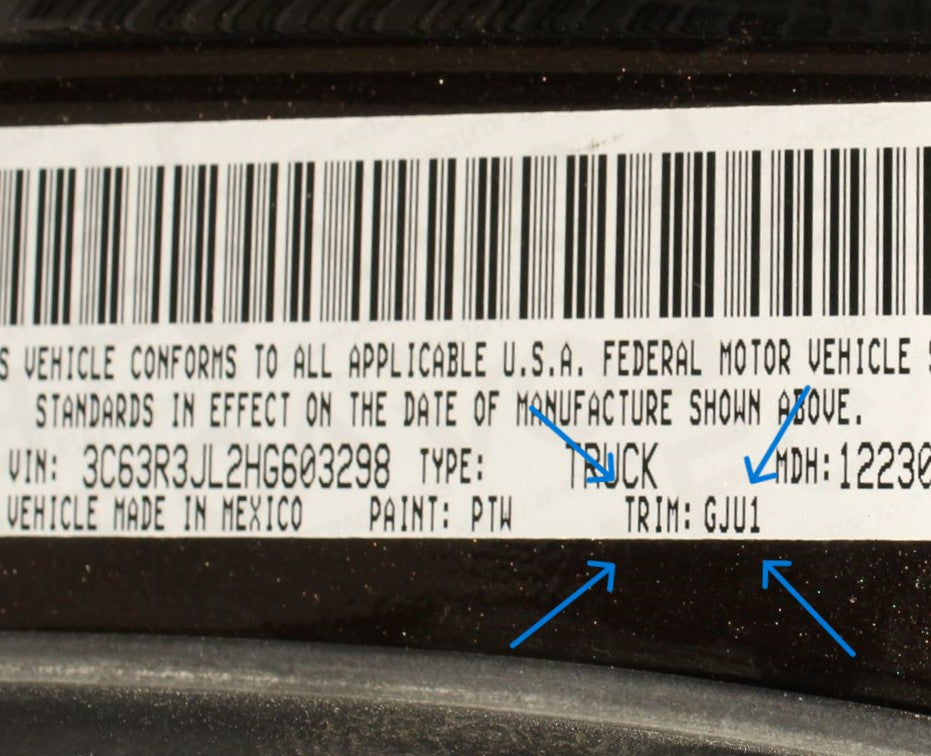 VEHICLE CONFORMS TO ALL APPLICABLE U.S.A. FEDERAL MOTOR VEHICLE
STANDARDS IN EFFECT ON THE DATE OF MANUFACTURE SHOWN ABOVE.
VIN: 3C63R3JL2HG603298 TYPE: TRUCK MDH: 12230
VEHICLE MADE IN MEXICO PAINT: PTW TRIM: GJU1